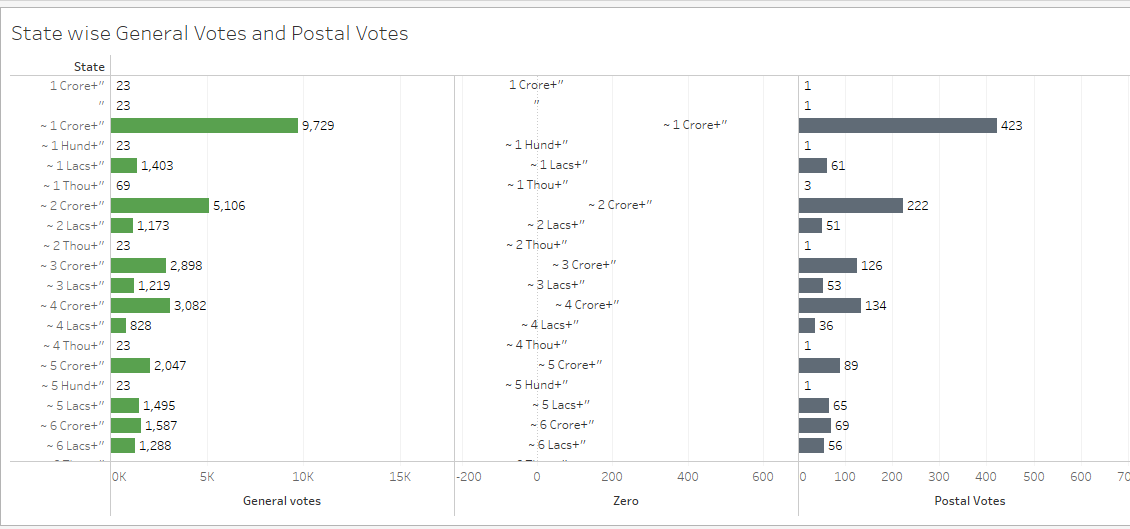 State wise General Votes and Postal Votes
State
1 Crore+" 23 1 Crore+" 1
" 23 " 1
~ 1 Crore+" 9,729 ~ 1 Crore+" 423
~ 1 Hund+" 23 ~ 1 Hund+" 1
~ 1 Lacs+" 1,403 ~ 1 Lacs+" 61
~ 1 Thou+" 69 ~ 1 Thou+" 3
~ 2 Crore+" 5,106 ~ 2 Crore+" 222
~ 2 Lacs+" 1,173 ~ 2 Lacs+" 51
~ 2 Thou+" 23 ~ 2 Thou+" 1
~ 3 Crore+" 2,898 ~ 3 Crore+" 126
~ 3 Lacs+" 1,219 ~ 3 Lacs+" 53
~ 4 Crore+" 3,082 ~ 4 Crore+" 134
~ 4 Lacs+" 828 ~ 4 Lacs+" 36
~ 4 Thou+" 23 ~ 4 Thou+" 1
~ 5 Crore+" 2,047 ~ 5 Crore+" 89
~ 5 Hund+" 23 ~ 5 Hund+" 1
~ 5 Lacs+" 1,495 ~ 5 Lacs+" 65
~ 6 Crore+" 1,587 ~ 6 Crore+" 69
~ 6 Lacs+" 1,288 ~ 6 Lacs+" 56
0K 5K 10K 15K -200 0 200 400 600 0 100 200 300 400 500 600
General votes Zero Postal Votes